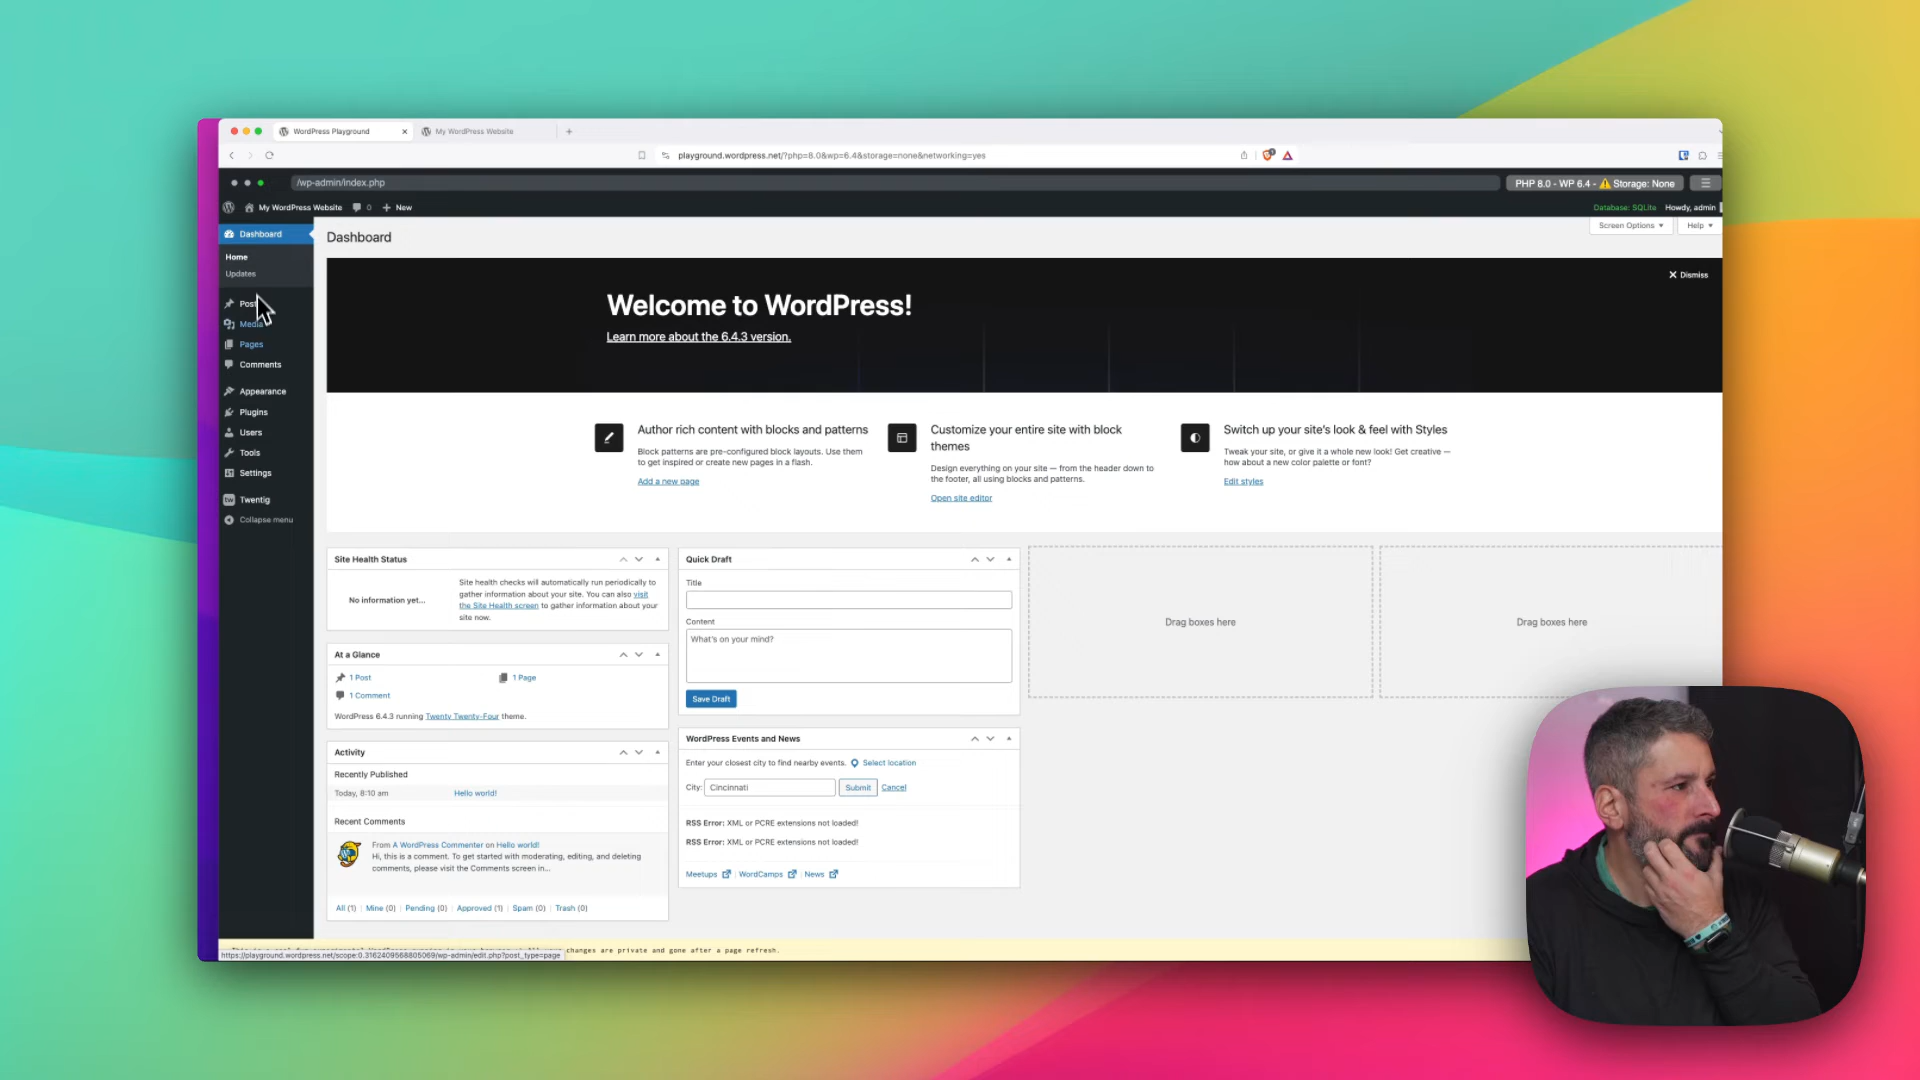 WordPress Playground
My WordPress Website
playground.wordpress.net/?php=8.0&wp=6.4&storage=none&networking=yes
/wp-admin/index.php
PHP 8.0 - WP 6.4 - ⚠ Storage: None
My WordPress Website 0 + New
Database: SQLite Howdy, admin
Dashboard
Home
Updates
Media
Pages
Comments
Appearance
Plugins
Users
Tools
Settings
tw Twentig
Collapse menu
Dashboard
Screen Options
Help
Dismiss
Welcome to WordPress!
Learn more about the 6.4.3 version.
Author rich content with blocks and patterns
Block patterns are pre-configured block layouts. Use them
to get inspired or create new pages in a flash.
Add a new page
Customize your entire site with block
themes
Design everything on your site — from the header down to
the footer, all using blocks and patterns.
Open site editor
Switch up your site's look & feel with Styles
Tweak your site, or give it a whole new look! Get creative —
how about a new color palette or font?
Edit styles
Site Health Status
No information yet...
Site health checks will automatically run periodically to
gather information about your site. You can also visit
the Site Health screen to gather information about your
site now.
At a Glance
1 Post
1 Page
1 Comment
WordPress 6.4.3 running Twenty Twenty-Four theme.
Activity
Recently Published
Today, 8:10 am Hello world!
Recent Comments
From A WordPress Commenter on Hello world!
Hi, this is a comment. To get started with moderating, editing, and deleting
comments, please visit the Comments screen in...
All (1) | Mine (0) | Pending (0) | Approved (1) | Spam (0) | Trash (0)
Quick Draft
Title
Content
What's on your mind?
Save Draft
WordPress Events and News
Enter your closest city to find nearby events. Select location
City: Cincinnati Submit Cancel
RSS Error: XML or PCRE extensions not loaded!
RSS Error: XML or PCRE extensions not loaded!
Meetups | WordCamps | News
Drag boxes here
Drag boxes here
changes are private and gone after a page refresh.
https://playground.wordpress.net/scope:0.3162409568805069/wp-admin/edit.php?post_type=page